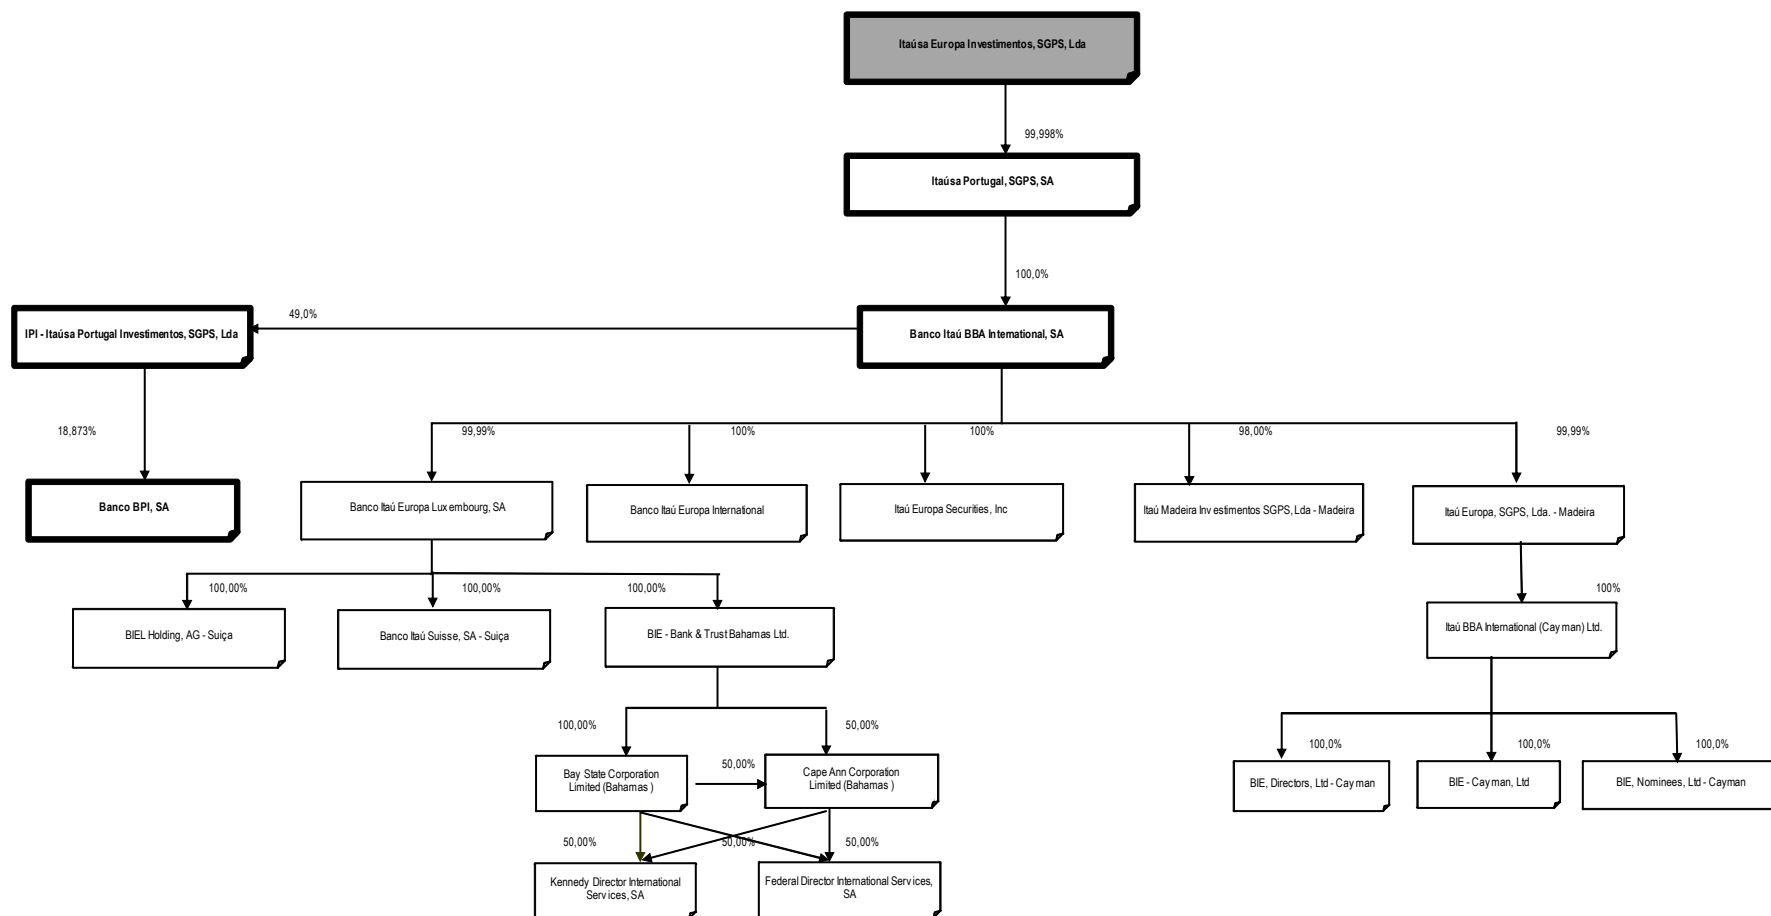 Itaúsa Europa Investimentos, SGPS, Lda
99,998%
Itaúsa Portugal, SGPS, SA
100,0%
49,0%
IPI - Itaúsa Portugal Investimentos, SGPS, Lda
Banco Itaú BBA International, SA
18,873%
99,99%
100%
100%
98,00%
99,99%
Banco BPI, SA
Banco Itaú Europa Luxembourg, SA
Banco Itaú Europa International
Itaú Europa Securities, Inc
Itaú Madeira Investimentos SGPS, Lda - Madeira
Itaú Europa, SGPS, Lda. - Madeira
100,00%
100,00%
100,00%
100%
BIEL Holding, AG - Suiça
Banco Itaú Suisse, SA - Suiça
BIE - Bank & Trust Bahamas Ltd.
Itaú BBA International (Cayman) Ltd.
100,00%
50,00%
100,0%
100,0%
100,0%
Bay State Corporation
Limited (Bahamas )
50,00%
Cape Ann Corporation
Limited (Bahamas )
BIE, Directors, Ltd - Cayman
BIE - Cayman, Ltd
BIE, Nominees, Ltd - Cayman
50,00%
50,00%
50,00%
Kennedy Director International
Services, SA
Federal Director International Services,
SA